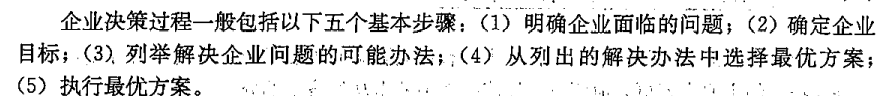 企业决策过程一般包括以下五个基本步骤：（1）明确企业面临的问题；（2）确定企业
目标；（3）列举解决企业问题的可能办法；（4）从列出的解决办法中选择最优方案；
（5）执行最优方案。